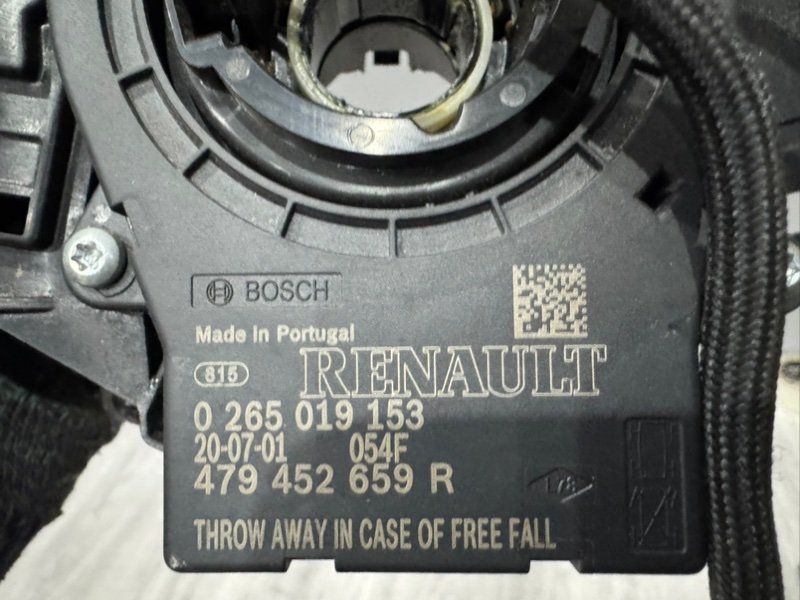 BOSCH
Made in Portugal
815 RENAULT
0 265 019 153
20-07-01 054F
479 452 659 R
178
THROW AWAY IN CASE OF FREE FALL